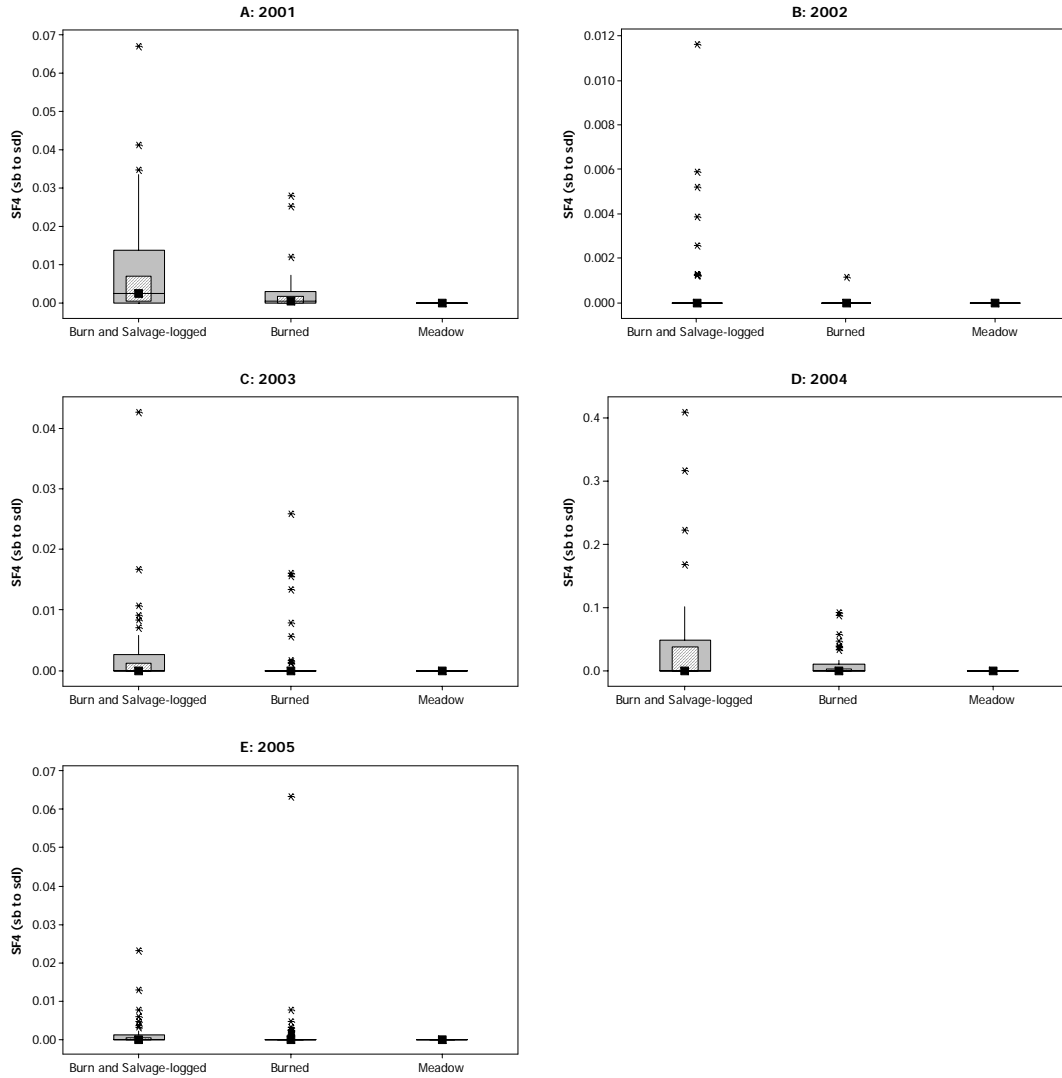 A: 2001
SF4 (sb to sdl)
0.07
0.06
0.05
0.04
0.03
0.02
0.01
0.00
Burn and Salvage-logged Burned Meadow
B: 2002
SF4 (sb to sdl)
0.012
0.010
0.008
0.006
0.004
0.002
0.000
Burn and Salvage-logged Burned Meadow
C: 2003
SF4 (sb to sdl)
0.04
0.03
0.02
0.01
0.00
Burn and Salvage-logged Burned Meadow
D: 2004
SF4 (sb to sdl)
0.4
0.3
0.2
0.1
0.0
Burn and Salvage-logged Burned Meadow
E: 2005
SF4 (sb to sdl)
0.07
0.06
0.05
0.04
0.03
0.02
0.01
0.00
Burn and Salvage-logged Burned Meadow